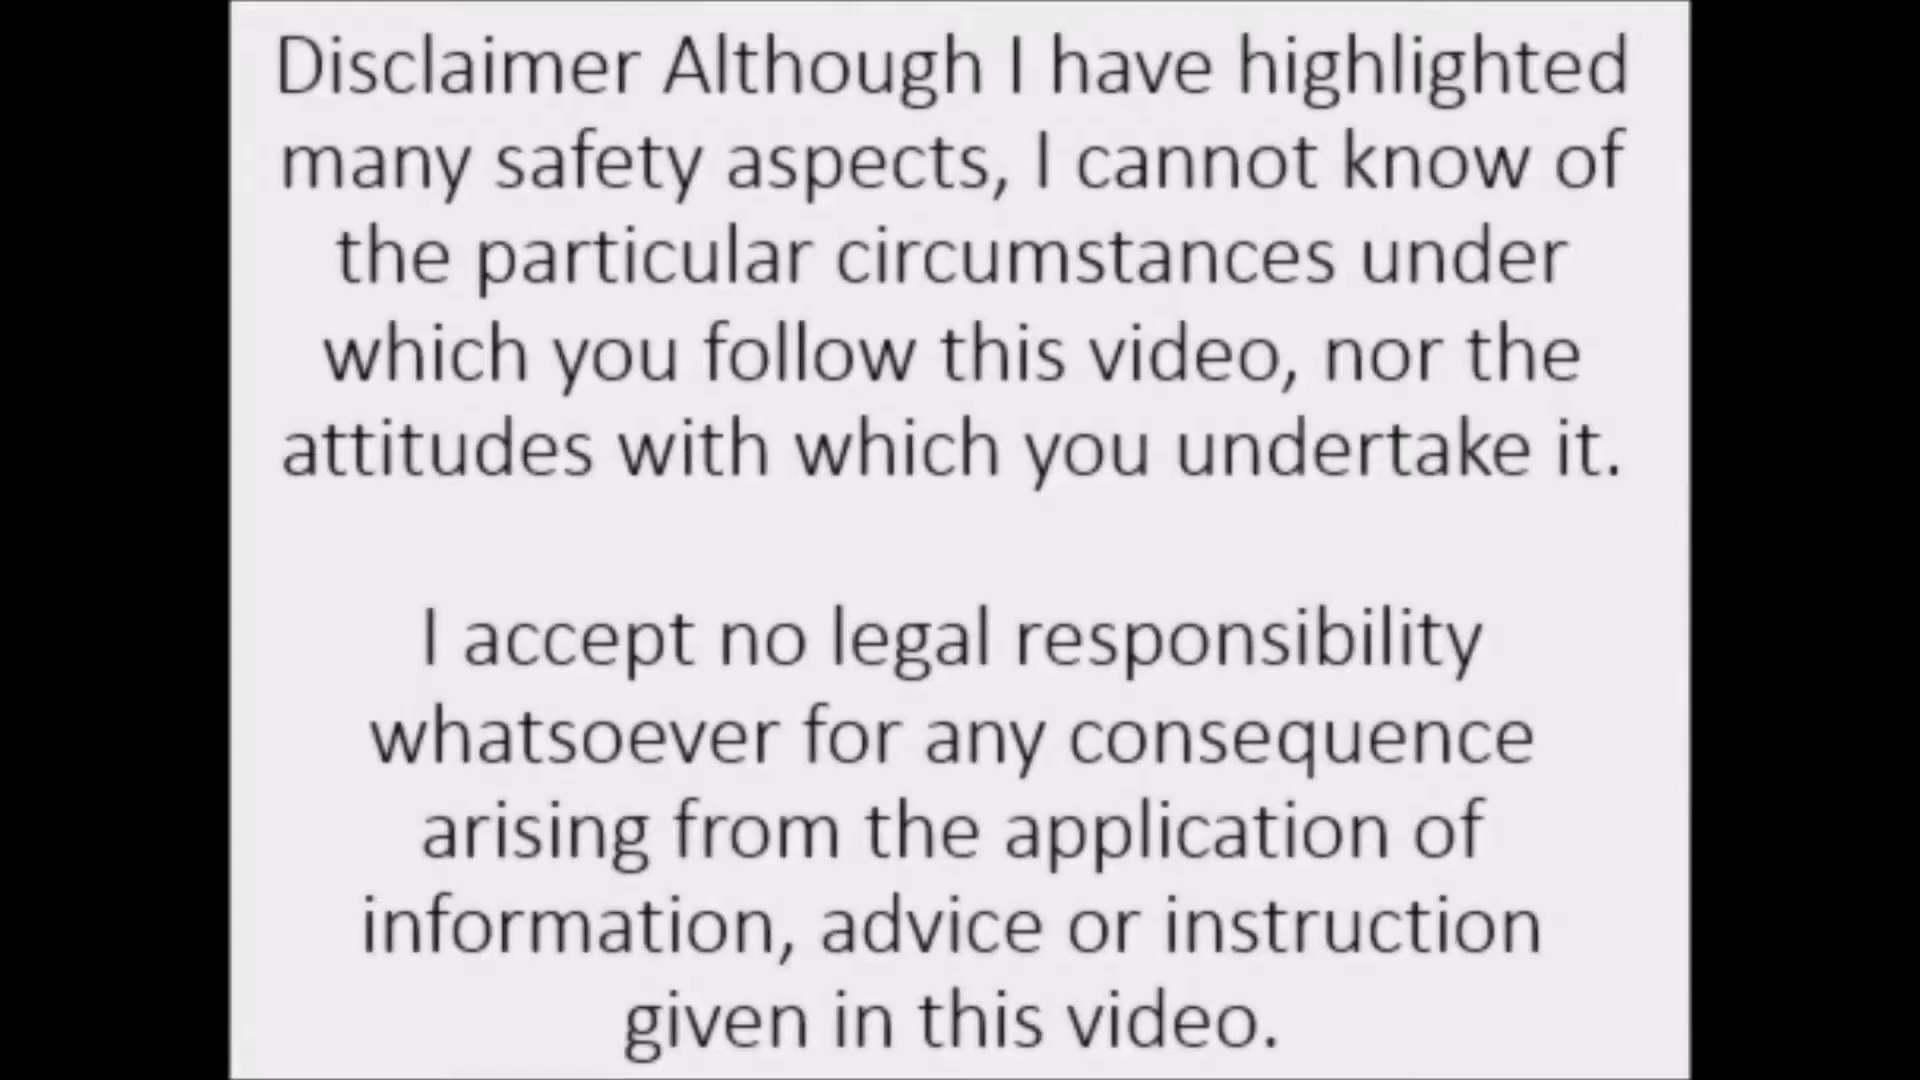 Disclaimer Although I have highlighted
many safety aspects, I cannot know of
the particular circumstances under
which you follow this video, nor the
attitudes with which you undertake it.
I accept no legal responsibility
whatsoever for any consequence
arising from the application of
information, advice or instruction
given in this video.